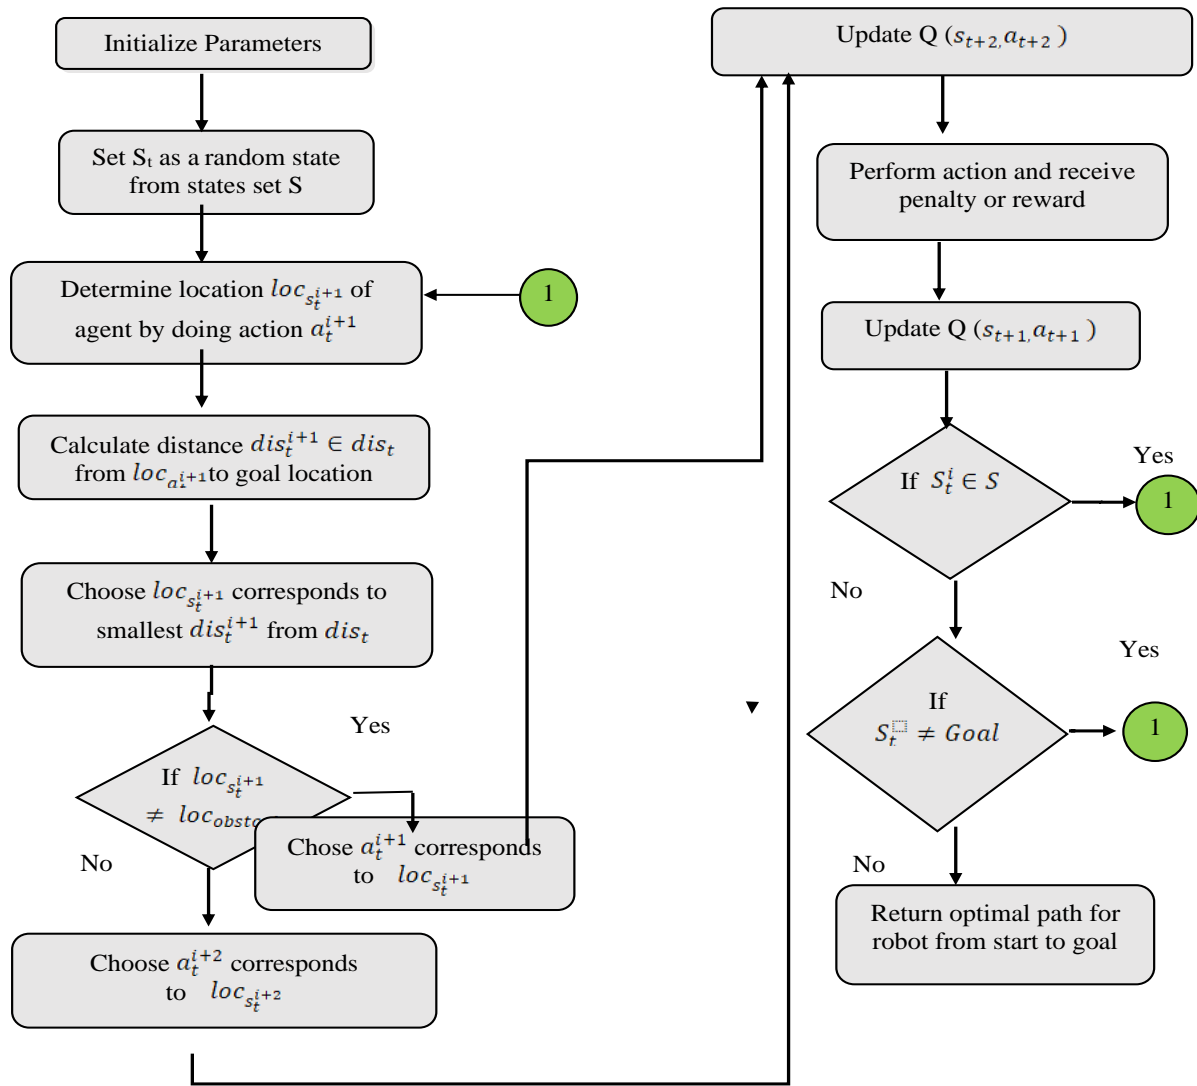 Initialize Parameters
Set Sₜ as a random state
from states set S
Determine location loc_{s_t^{i+1}} of
agent by doing action a_t^{i+1}
1
Calculate distance dis_t^{i+1} ∈ dis_t
from loc_{a_t^{i+1}} to goal location
Choose loc_{s_t^{i+1}} corresponds to
smallest dis_t^{i+1} from dis_t
Yes
If loc_{s_t^{i+1}}
≠ loc_{obst
No
Chose a_t^{i+1} corresponds
to loc_{s_t^{i+1}}
Choose a_t^{i+2} corresponds
to loc_{s_t^{i+2}}
Update Q (s_{t+2,}a_{t+2} )
Perform action and receive
penalty or reward
Update Q (s_{t+1,}a_{t+1} )
If S_t^i ∈ S
Yes
1
No
If
S_t ≠ Goal
Yes
1
No
Return optimal path for
robot from start to goal